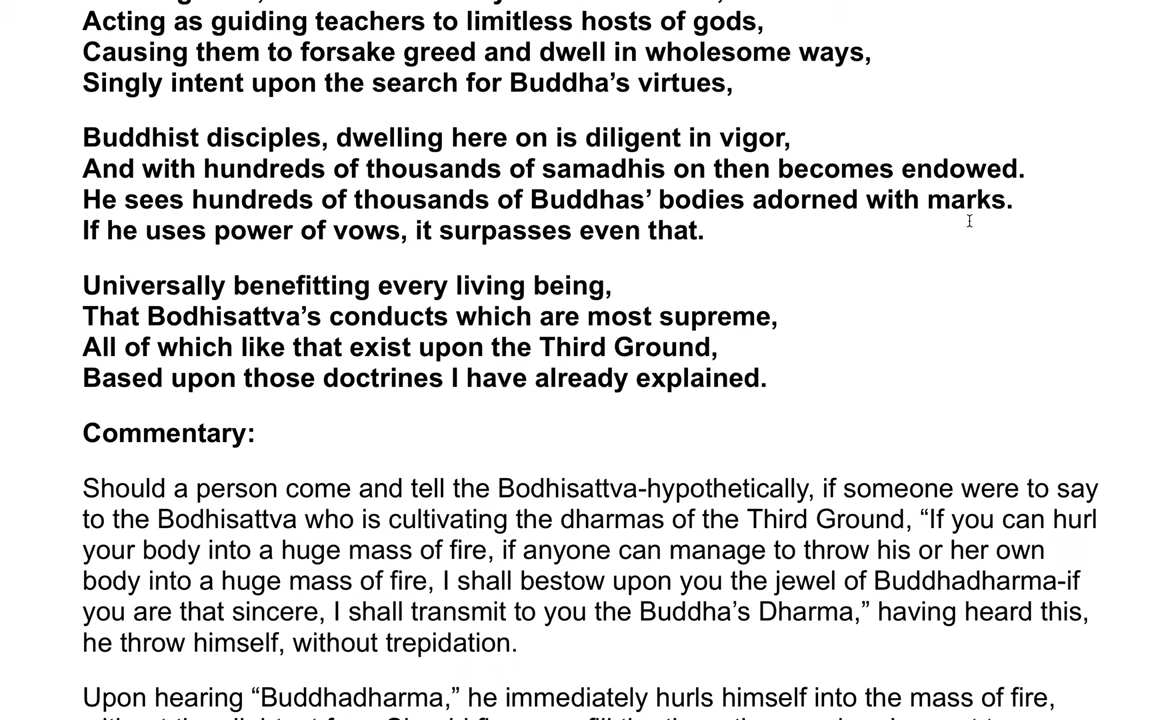 Acting as guiding teachers to limitless hosts of gods,
Causing them to forsake greed and dwell in wholesome ways,
Singly intent upon the search for Buddha’s virtues,
Buddhist disciples, dwelling here on is diligent in vigor,
And with hundreds of thousands of samadhis on then becomes endowed.
He sees hundreds of thousands of Buddhas’ bodies adorned with marks.
If he uses power of vows, it surpasses even that.
Universally benefitting every living being,
That Bodhisattva’s conducts which are most supreme,
All of which like that exist upon the Third Ground,
Based upon those doctrines I have already explained.
Commentary:
Should a person come and tell the Bodhisattva-hypothetically, if someone were to say
to the Bodhisattva who is cultivating the dharmas of the Third Ground, “If you can hurl
your body into a huge mass of fire, if anyone can manage to throw his or her own
body into a huge mass of fire, I shall bestow upon you the jewel of Buddhadharma-if
you are that sincere, I shall transmit to you the Buddha’s Dharma,” having heard this,
he throw himself, without trepidation.
Upon hearing “Buddhadharma,” he immediately hurls himself into the mass of fire,